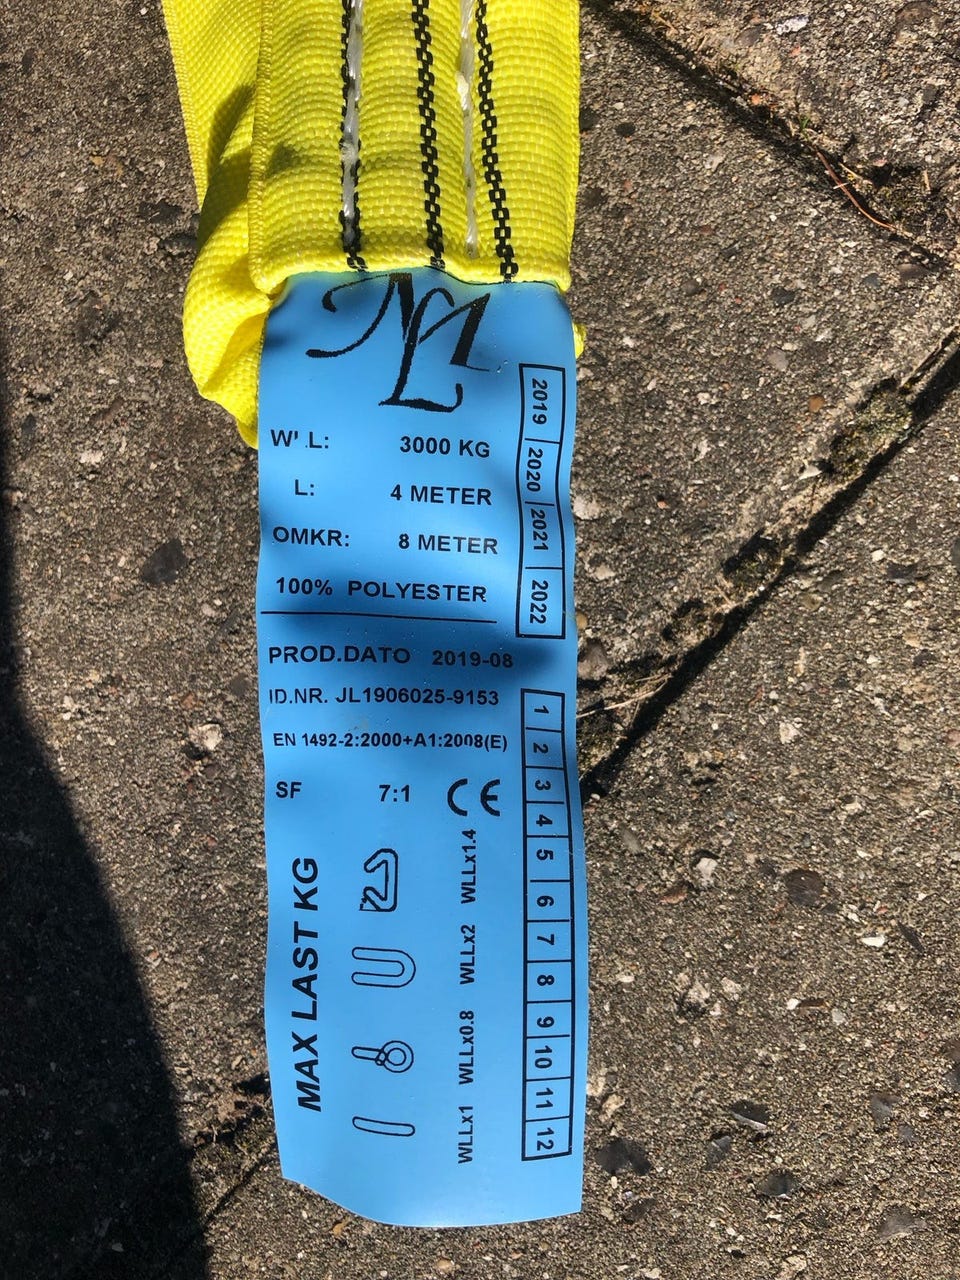 WLL: 3000 KG
L: 4 METER
OMKR: 8 METER
100% POLYESTER
PROD.DATO 2019-08
ID.NR. JL1906025-9153
EN 1492-2:2000+A1:2008(E)
SF 7:1 CE
MAX LAST KG
WLLx1 WLLx0.8 WLLx2 WLLx1.4
2019 2020 2021 2022
1 2 3 4 5 6 7 8 9 10 11 12